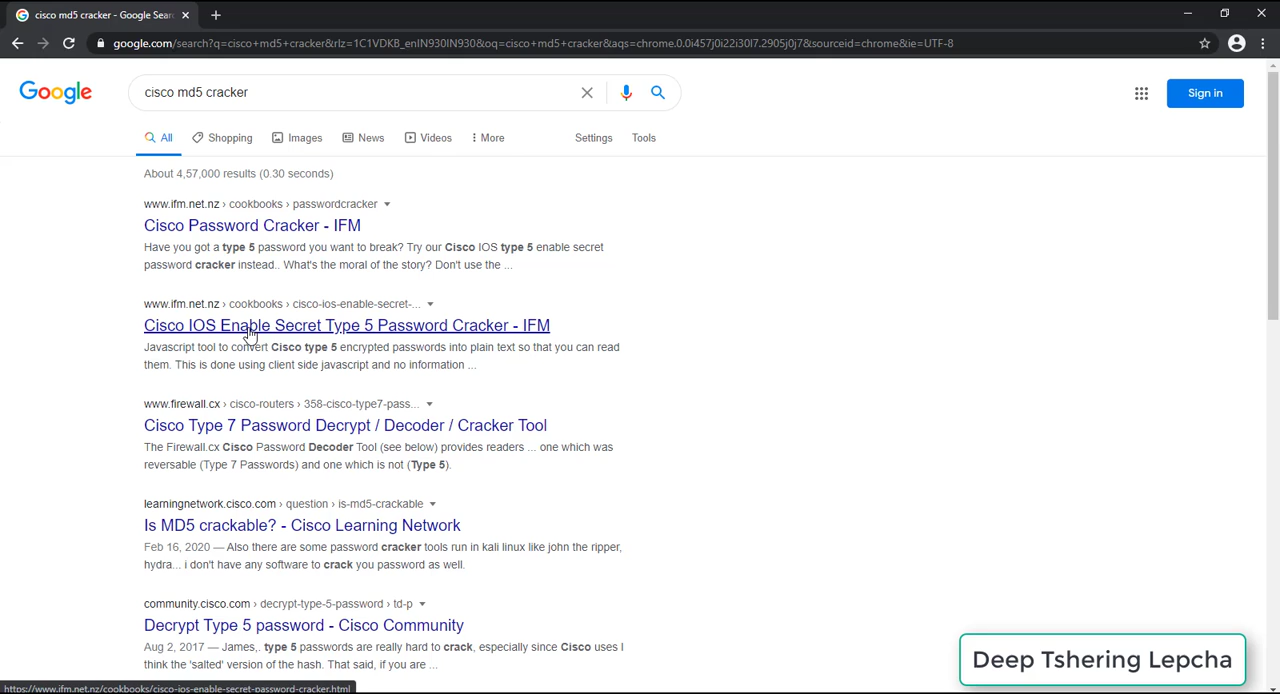 cisco md5 cracker - Google Sear
google.com/search?q=cisco+md5+cracker&rlz=1C1VDKB_enIN930IN930&oq=cisco+md5+cracker&aqs=chrome.0.0i457j0i22i30l7.2905j0j7&sourceid=chrome&ie=UTF-8
Google
cisco md5 cracker
Sign in
All Shopping Images News Videos More Settings Tools
About 4,57,000 results (0.30 seconds)
www.ifm.net.nz › cookbooks › passwordcracker
Cisco Password Cracker - IFM
Have you got a type 5 password you want to break? Try our Cisco IOS type 5 enable secret
password cracker instead.. What's the moral of the story? Don't use the ...
www.ifm.net.nz › cookbooks › cisco-ios-enable-secret-...
Cisco IOS Enable Secret Type 5 Password Cracker - IFM
Javascript tool to convert Cisco type 5 encrypted passwords into plain text so that you can read
them. This is done using client side javascript and no information ...
www.firewall.cx › cisco-routers › 358-cisco-type7-pass...
Cisco Type 7 Password Decrypt / Decoder / Cracker Tool
The Firewall.cx Cisco Password Decoder Tool (see below) provides readers ... one which was
reversable (Type 7 Passwords) and one which is not (Type 5).
learningnetwork.cisco.com › question › is-md5-crackable
Is MD5 crackable? - Cisco Learning Network
Feb 16, 2020 — Also there are some password cracker tools run in kali linux like john the ripper,
hydra... i don't have any software to crack you password as well.
community.cisco.com › decrypt-type-5-password › td-p
Decrypt Type 5 password - Cisco Community
Aug 2, 2017 — James,. type 5 passwords are really hard to crack, especially since Cisco uses I
think the 'salted' version of the hash. That said, if you are ...
Deep Tshering Lepcha
https://www.ifm.net.nz/cookbooks/cisco-ios-enable-secret-password-cracker.html